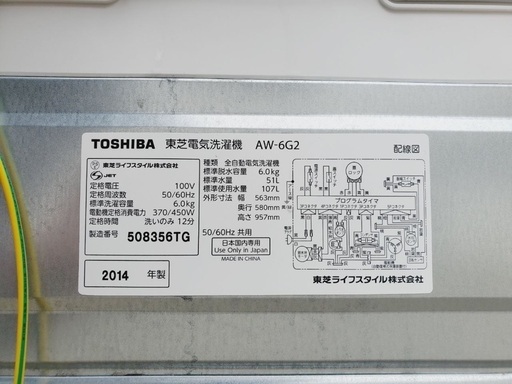 TOSHIBA 東芝電気洗濯機 AW-6G2
配線図
東芝ライフスタイル株式会社
JET
定格電圧 100V
定格周波数 50/60Hz
標準洗濯容量 6.0kg
電動機定格消費電力 370/450W
定格時間 洗いのみ 12分
製造番号 508356TG
2014 年製
種類 全自動電気洗濯機
標準脱水容量 6.0kg
標準水量 51L
標準使用水量 107L
外形寸法 幅 563mm
奥行 580mm
高さ 957mm
50/60Hz 共用
日本国内専用
Use Only in Japan
MADE IN CHINA
ロック
プログラムタイマ
東芝ライフスタイル株式会社